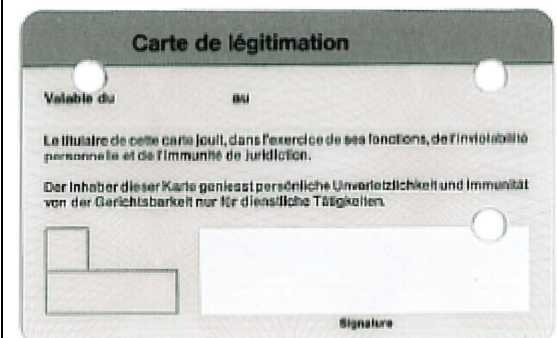 Carte de légitimation
Valable du au
Le titulaire de cette carte jouit, dans l'exercice de ses fonctions, de l'inviolabilité
personnelle et de l'immunité de juridiction.
Der Inhaber dieser Karte geniesst persönliche Unverletzlichkeit und Immunität
von der Gerichtsbarkeit nur für dienstliche Tätigkeiten.
Signature